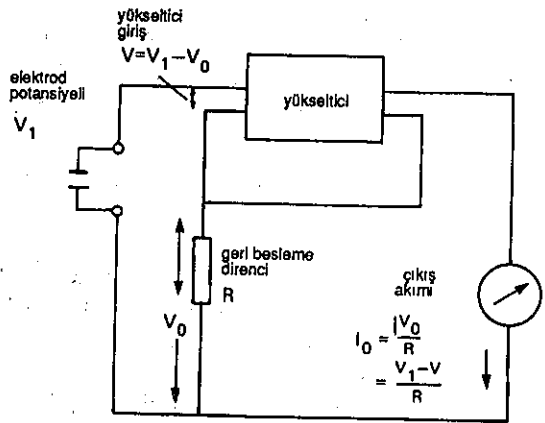 yükseltici
giriş
V=V₁-V₀
elektrod
potansiyeli
V₁
yükseltici
geri besleme
direnci
R
V₀
çıkış
akımı
I₀ = |V₀/R
= V₁-V/R